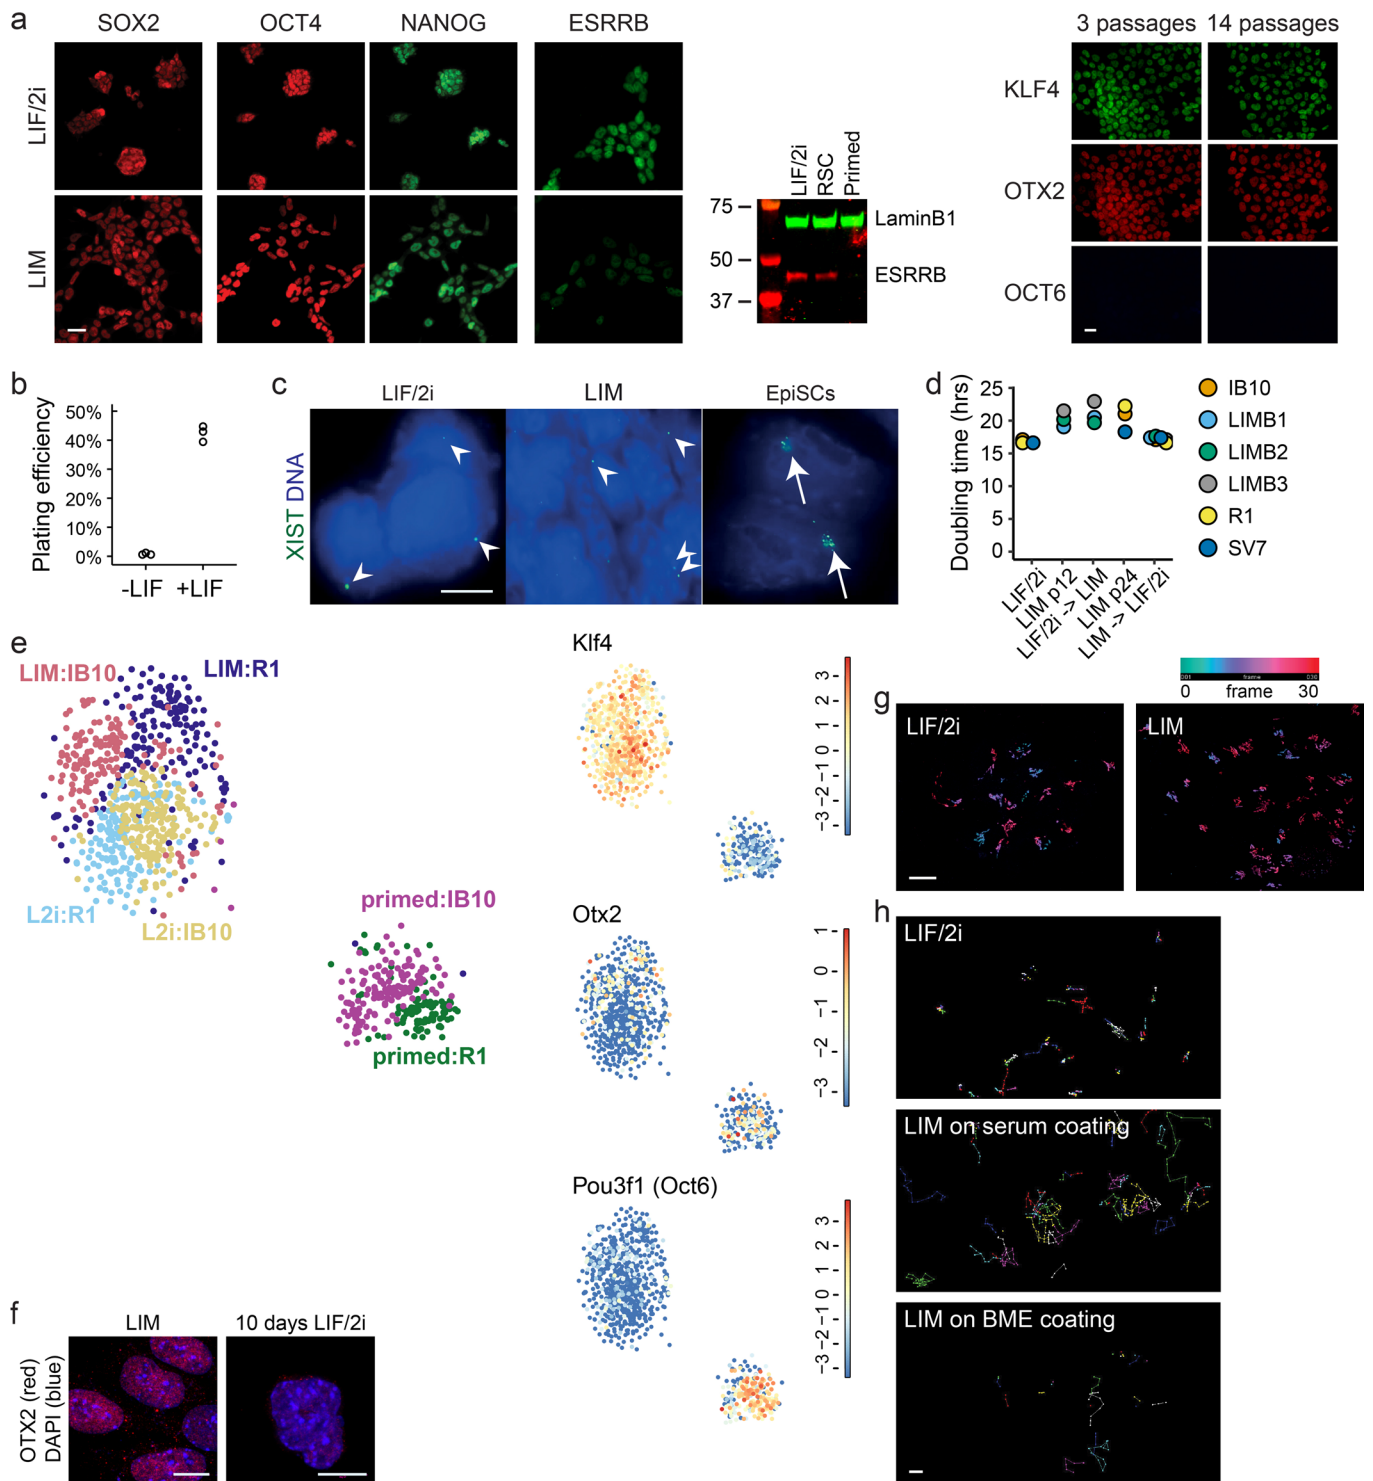 a
SOX2 OCT4 NANOG ESRRB
LIF/2i
LIM
LIF/2i
RSC
Primed
75
50
37
LaminB1
ESRRB
3 passages 14 passages
KLF4
OTX2
OCT6
b
Plating efficiency
50%
40%
30%
20%
10%
0%
-LIF +LIF
c
LIF/2i LIM EpiSCs
XIST DNA
d
Doubling time (hrs)
25
20
15
10
5
0
LIF/2i
LIM p12
LIF/2i -> LIM
LIM p24
LIM -> LIF/2i
IB10
LIMB1
LIMB2
LIMB3
R1
SV7
e
LIM:IB10
LIM:R1
L2i:R1
L2i:IB10
primed:IB10
primed:R1
Klf4
3
2
1
0
−1
−2
−3
Otx2
1
0
−1
−2
−3
Pou3f1 (Oct6)
3
2
1
0
−1
−2
−3
f
LIM 10 days LIF/2i
OTX2 (red)
DAPI (blue)
g
001 frame 030
0 frame 30
LIF/2i
LIM
h
LIF/2i
LIM on serum coating
LIM on BME coating